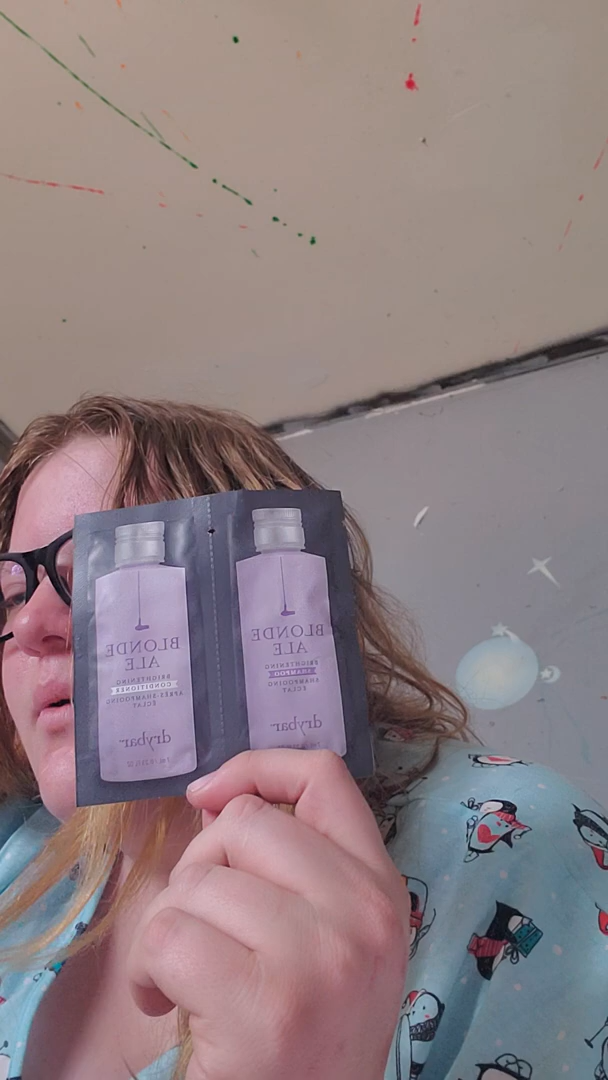 BLONDE
ALE
BRIGHTENING
CONDITIONER
APRÈS-SHAMPOOING
ÉCLAT
drybar
BLONDE
ALE
BRIGHTENING
SHAMPOO
SHAMPOOING
ÉCLAT
drybar